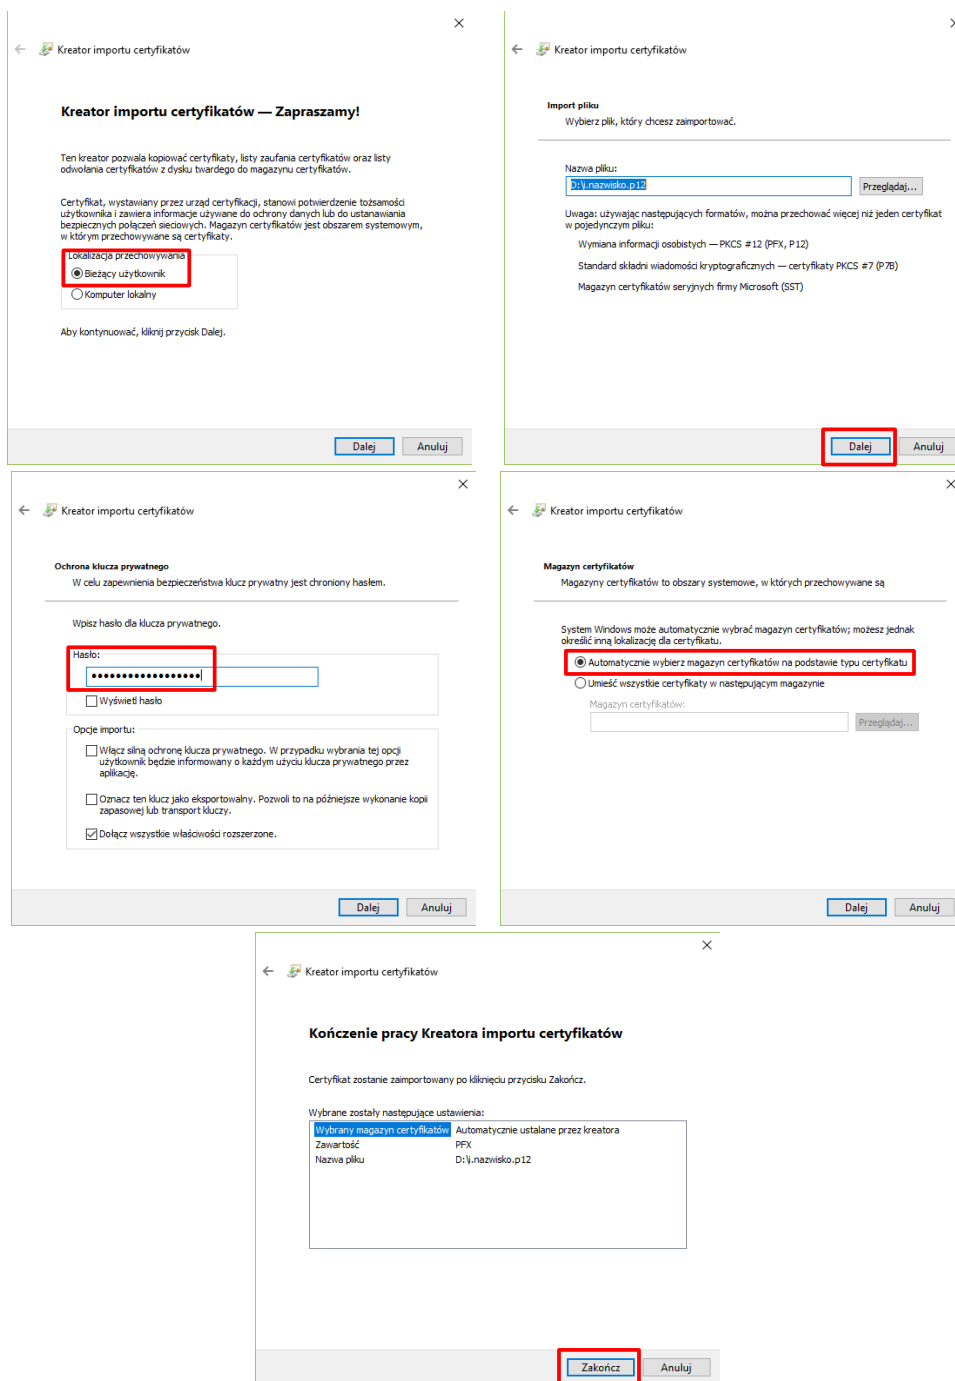 Kreator importu certyfikatów
Kreator importu certyfikatów — Zapraszamy!
Ten kreator pozwala kopiować certyfikaty, listy zaufania certyfikatów oraz listy
odwołania certyfikatów z dysku twardego do magazynu certyfikatów.
Certyfikat, wystawiany przez urząd certyfikacji, stanowi potwierdzenie tożsamości
użytkownika i zawiera informacje używane do ochrony danych lub do ustanawiania
bezpiecznych połączeń sieciowych. Magazyn certyfikatów jest obszarem systemowym,
w którym przechowywane są certyfikaty.
Lokalizacja przechowywania
Bieżący użytkownik
Komputer lokalny
Aby kontynuować, kliknij przycisk Dalej.
Dalej
Anuluj
Kreator importu certyfikatów
Import pliku
Wybierz plik, który chcesz zaimportować.
Nazwa pliku:
D:\i.nazwisko.p12
Przeglądaj...
Uwaga: używając następujących formatów, można przechować więcej niż jeden certyfikat
w pojedynczym pliku:
Wymiana informacji osobistych — PKCS #12 (PFX, P12)
Standard składni wiadomości kryptograficznych — certyfikaty PKCS #7 (P7B)
Magazyn certyfikatów seryjnych firmy Microsoft (SST)
Dalej
Anuluj
Kreator importu certyfikatów
Ochrona klucza prywatnego
W celu zapewnienia bezpieczeństwa klucz prywatny jest chroniony hasłem.
Wpisz hasło dla klucza prywatnego.
Hasło:
••••••••••••••••••
Wyświetl hasło
Opcje importu:
Włącz silną ochronę klucza prywatnego. W przypadku wybrania tej opcji
użytkownik będzie informowany o każdym użyciu klucza prywatnego przez
aplikację.
Oznacz ten klucz jako eksportowalny. Pozwoli to na późniejsze wykonanie kopii
zapasowej lub transport kluczy.
Dołącz wszystkie właściwości rozszerzone.
Dalej
Anuluj
Kreator importu certyfikatów
Magazyn certyfikatów
Magazyny certyfikatów to obszary systemowe, w których przechowywane są
System Windows może automatycznie wybrać magazyn certyfikatów; możesz jednak
określić inną lokalizację dla certyfikatu.
Automatycznie wybierz magazyn certyfikatów na podstawie typu certyfikatu
Umieść wszystkie certyfikaty w następującym magazynie
Magazyn certyfikatów:
Przeglądaj...
Dalej
Anuluj
Kreator importu certyfikatów
Kończenie pracy Kreatora importu certyfikatów
Certyfikat zostanie zaimportowany po kliknięciu przycisku Zakończ.
Wybrane zostały następujące ustawienia:
Wybrany magazyn certyfikatów Automatycznie ustalane przez kreatora
Zawartość PFX
Nazwa pliku D:\i.nazwisko.p12
Zakończ
Anuluj